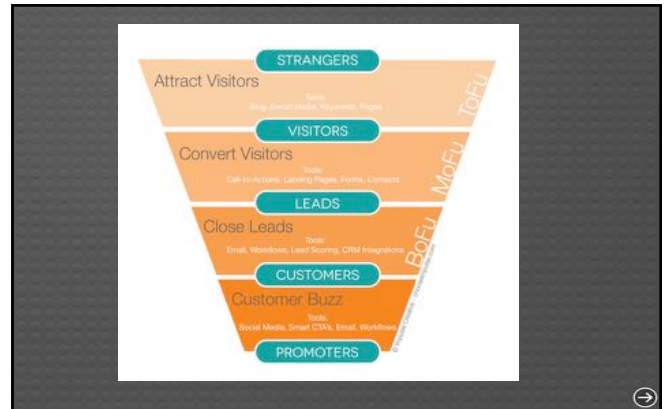 STRANGERS
Attract Visitors
ToFu
Tools:
Blog, Social Media, Keywords, Pages
VISITORS
Convert Visitors
MoFu
Tools:
Call-to-Actions, Landing Pages, Forms, Contacts
LEADS
Close Leads
BoFu
Tools:
Email, Workflows, Lead Scoring, CRM Integrations
CUSTOMERS
Customer Buzz
Tools:
Social Media, Smart CTA's, Email, Workflows
PROMOTERS
© Impulse Creative -